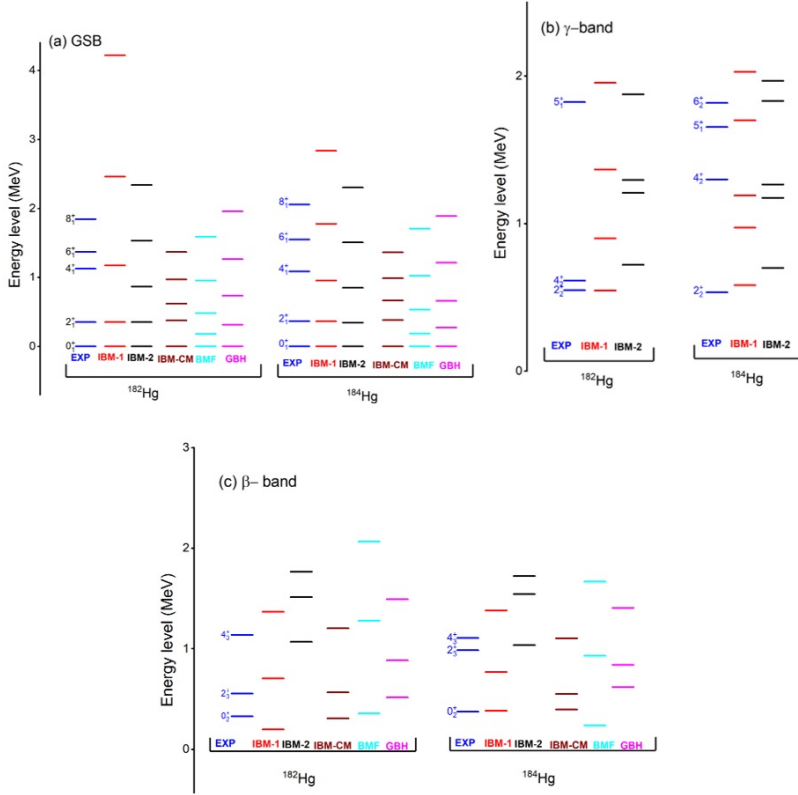 (a) GSB
Energy level (MeV)
4
3
2
1
0
8⁺₁
6⁺₁
4⁺₁
2⁺₁
0⁺₁
EXP IBM-1 IBM-2 IBM-CM BMF GBH
¹⁸²Hg
8⁺₁
6⁺₁
4⁺₁
2⁺₁
0⁺₁
EXP IBM-1 IBM-2 IBM-CM BMF GBH
¹⁸⁴Hg
(b) γ–band
Energy level (MeV)
2
1
0
5⁺₁
2⁺₂
EXP IBM-1 IBM-2
¹⁸²Hg
6⁺₂
5⁺₁
4⁺₂
2⁺₂
EXP IBM-1 IBM-2
¹⁸⁴Hg
(c) β– band
Energy level (MeV)
3
2
1
0
0⁺₂
EXP IBM-1 IBM-2 IBM-CM BMF GBH
¹⁸²Hg
4⁺₃
2⁺₃
0⁺₂
EXP IBM-1 IBM-2 IBM-CM BMF GBH
¹⁸⁴Hg